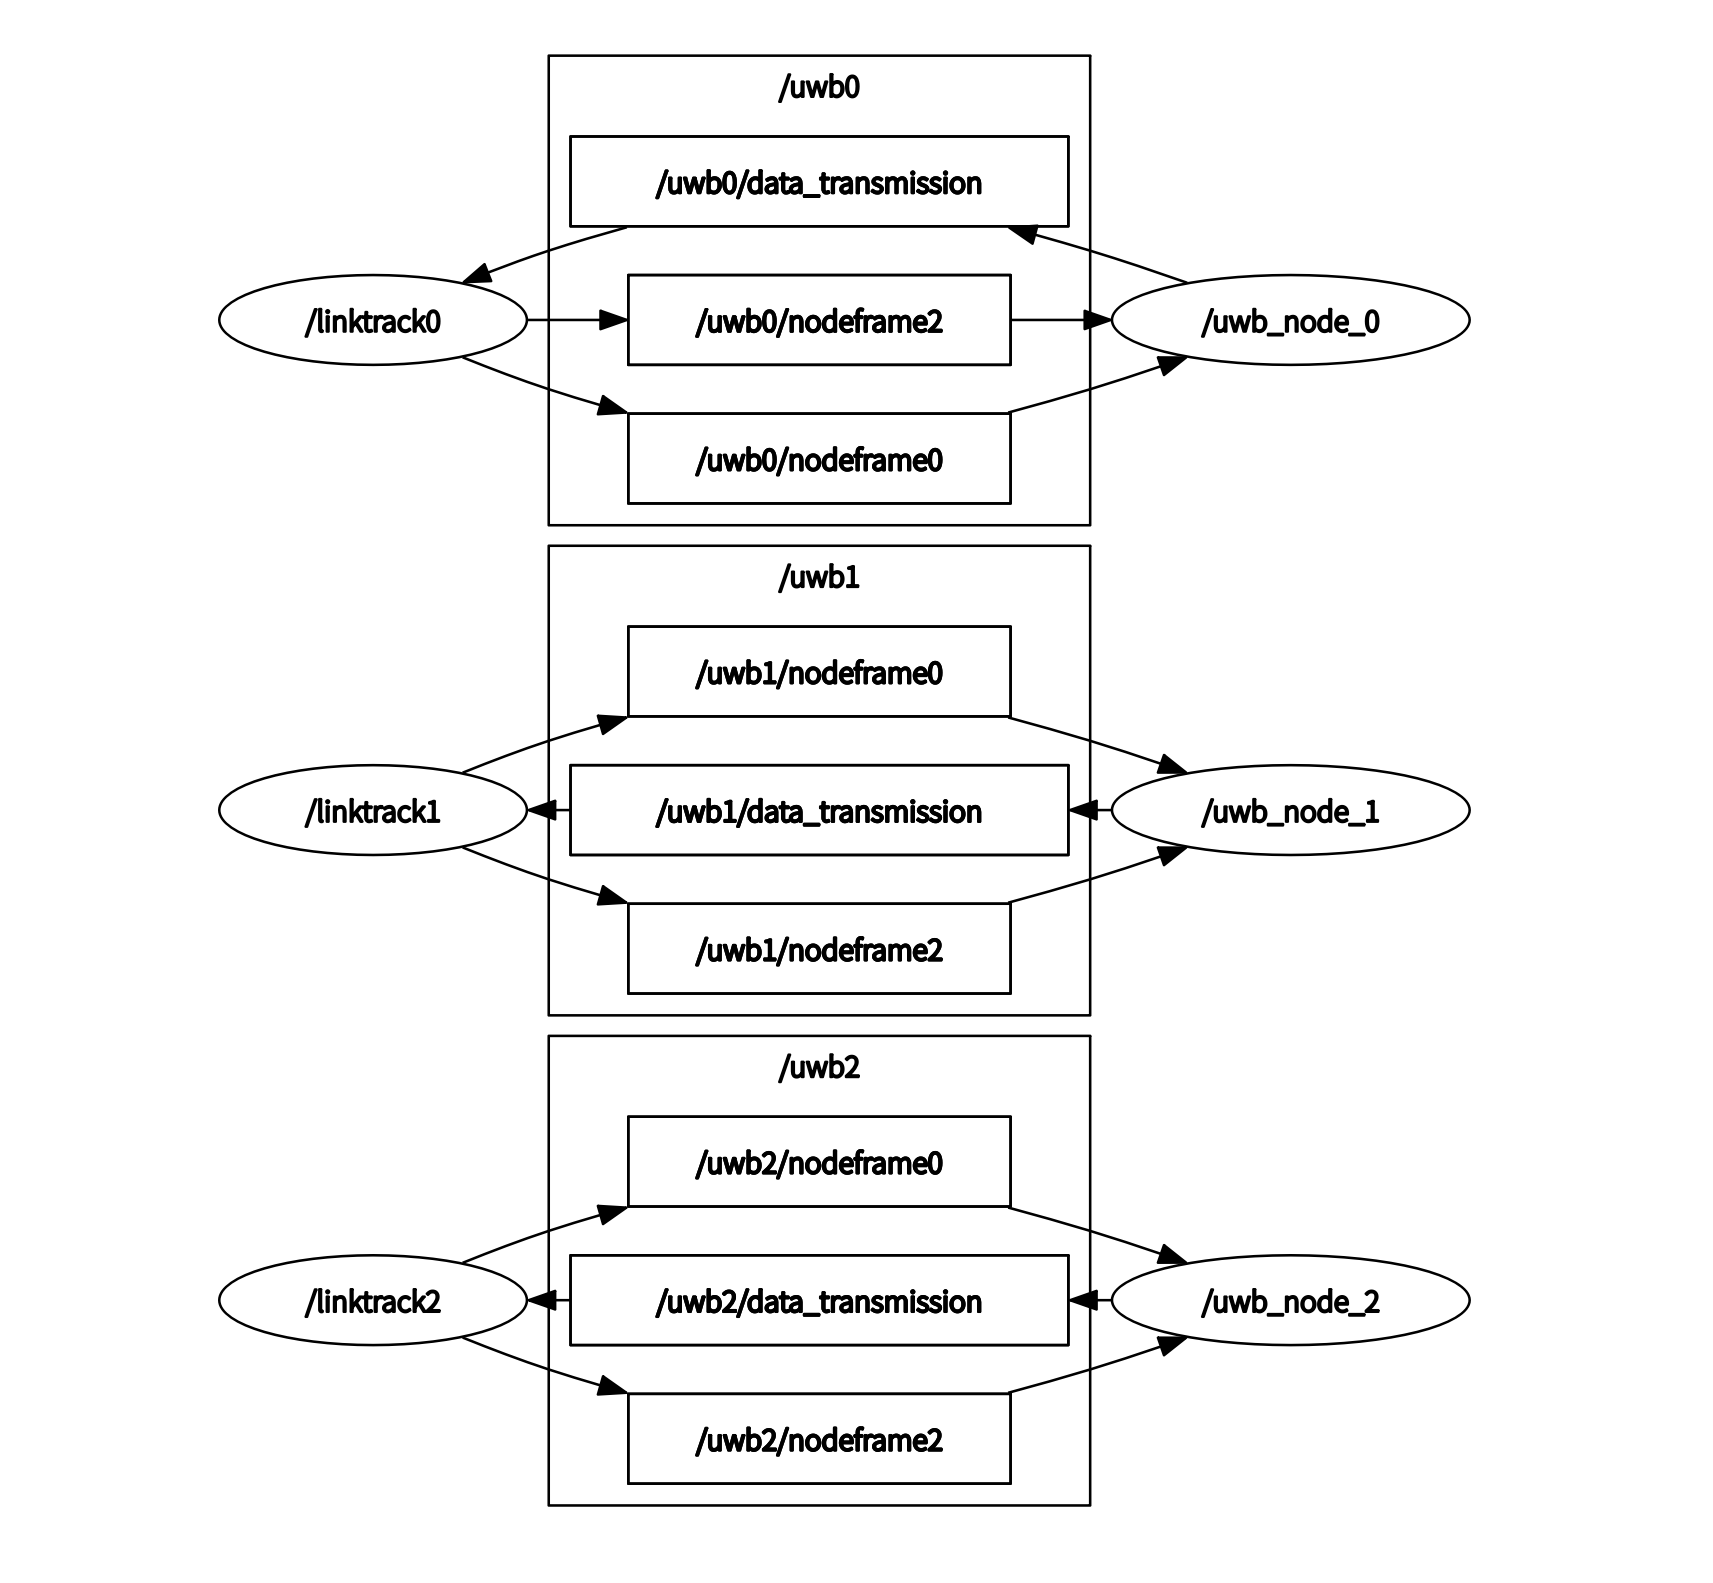 /uwb0
/uwb0/data_transmission
/linktrack0
/uwb0/nodeframe2
/uwb_node_0
/uwb0/nodeframe0
/uwb1
/uwb1/nodeframe0
/linktrack1
/uwb1/data_transmission
/uwb_node_1
/uwb1/nodeframe2
/uwb2
/uwb2/nodeframe0
/linktrack2
/uwb2/data_transmission
/uwb_node_2
/uwb2/nodeframe2